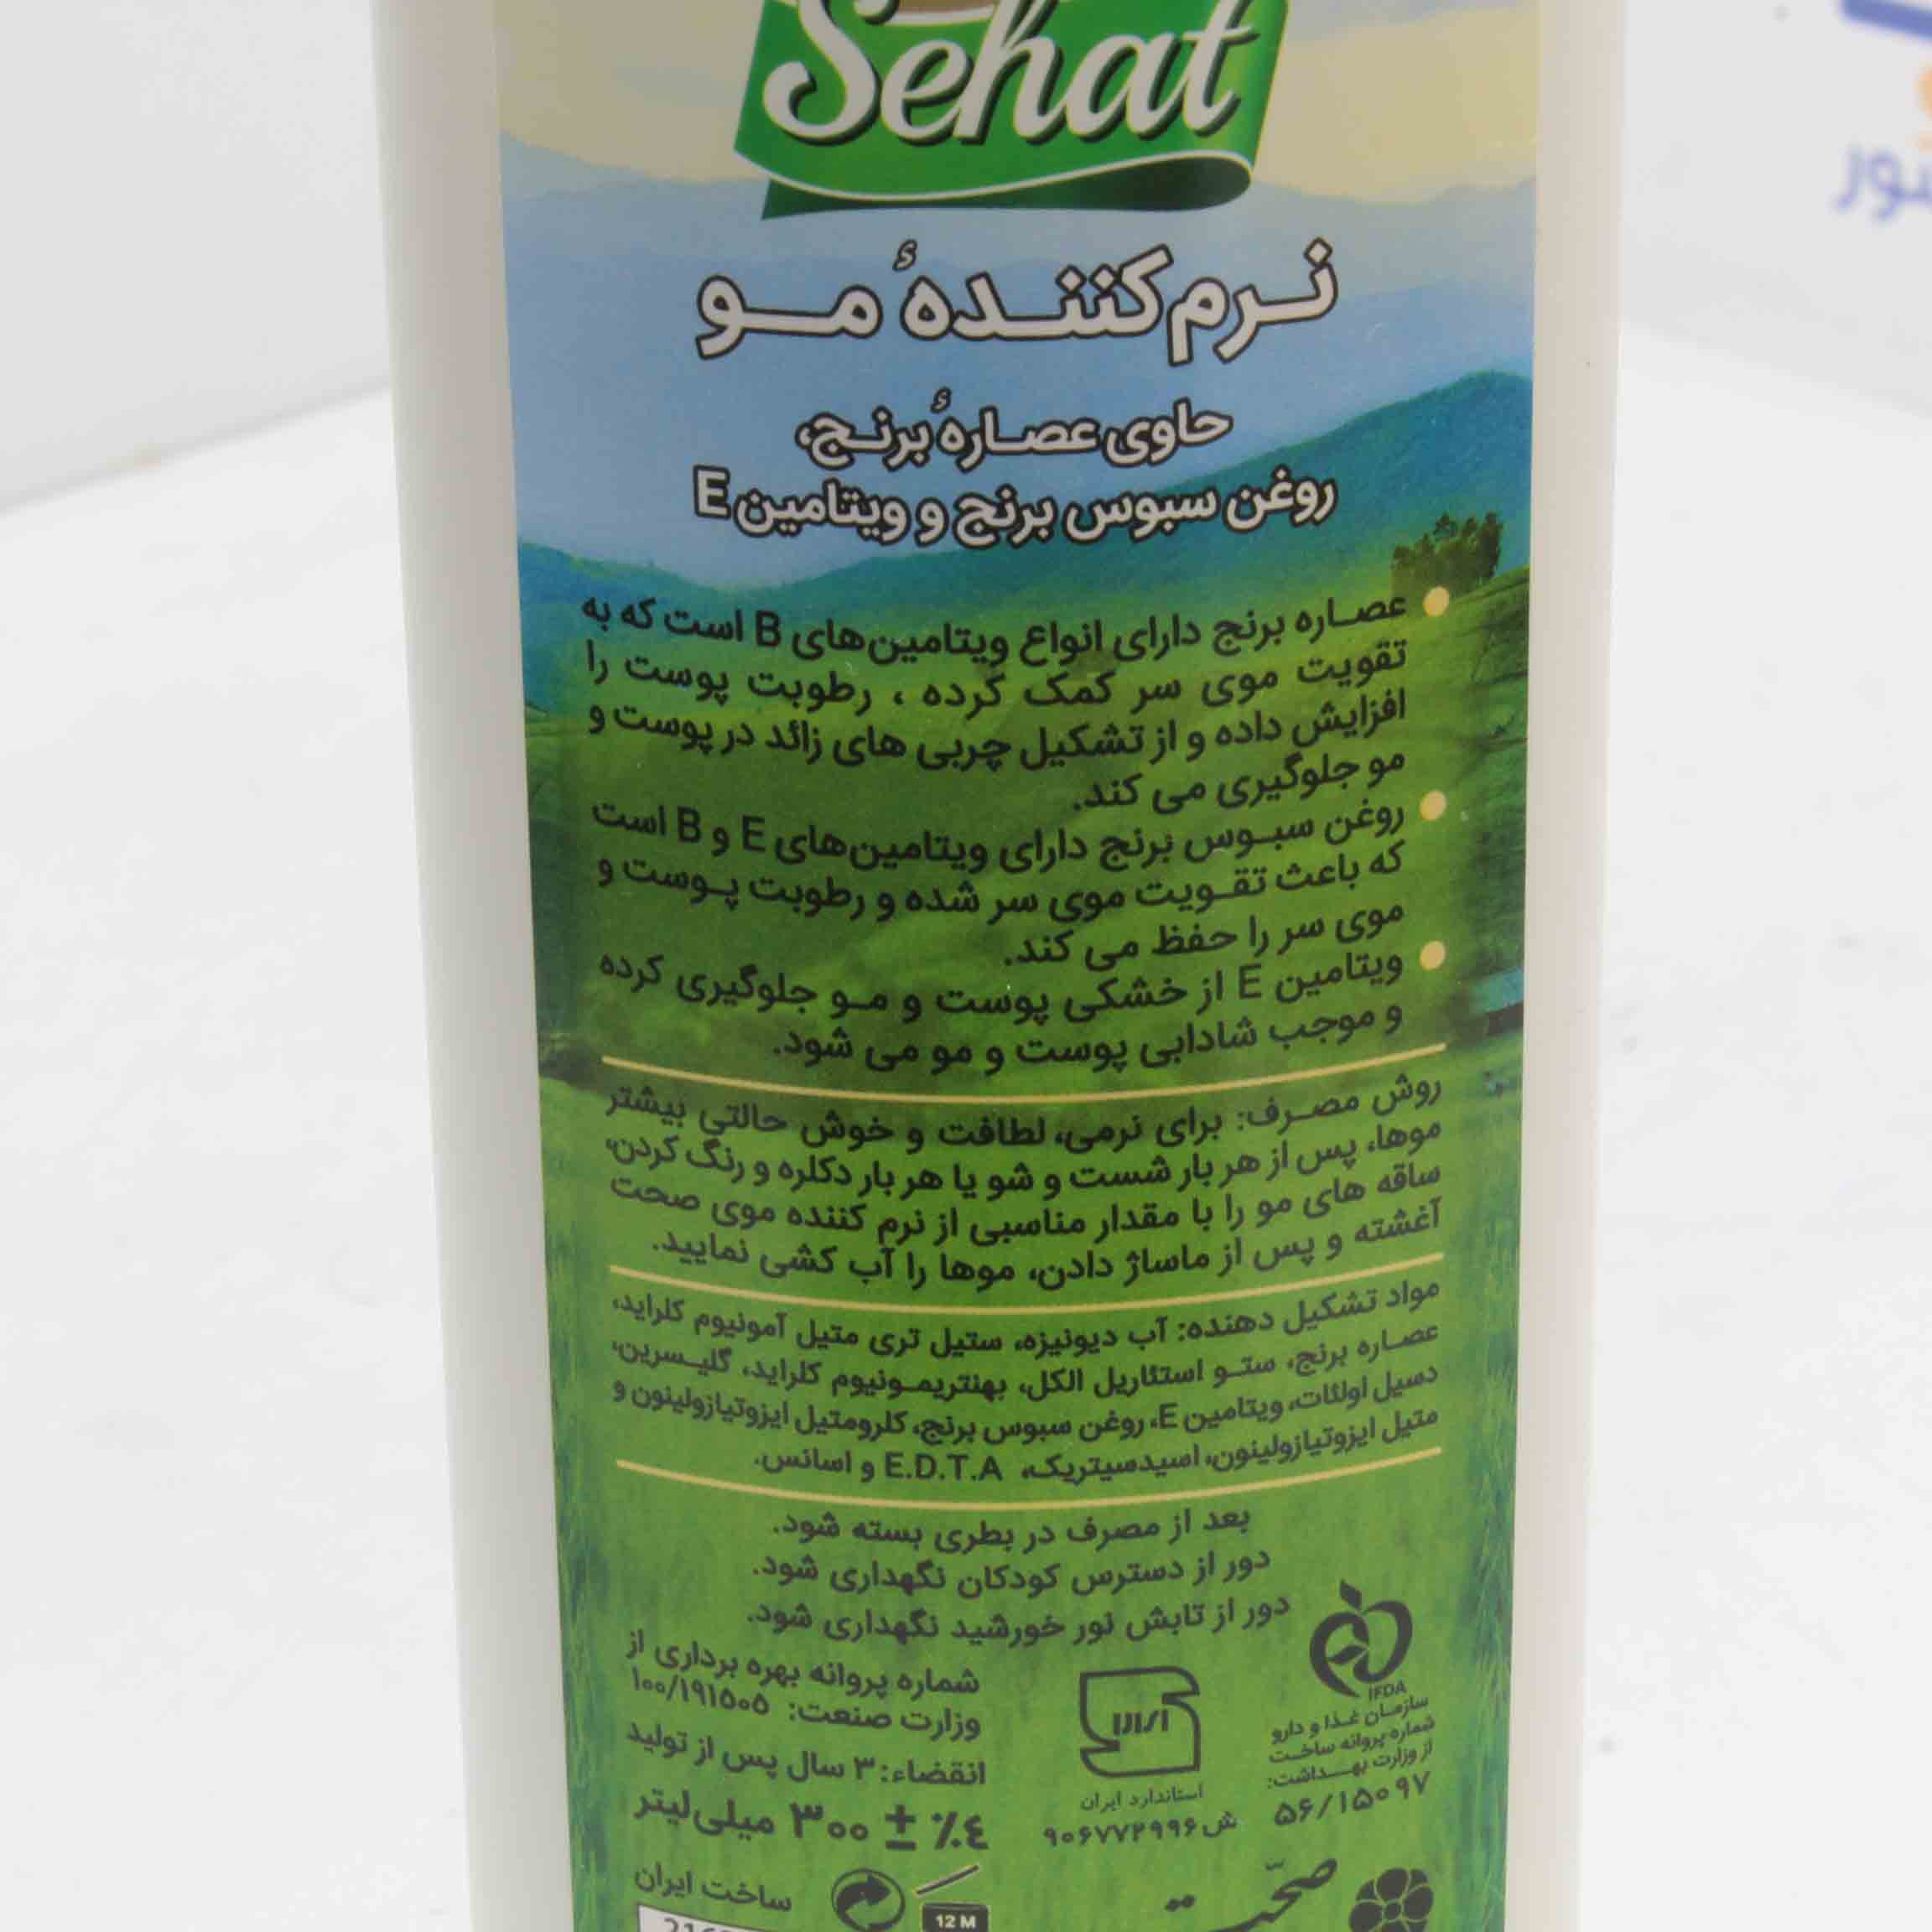 Sehat
نرم‌کنندهٔ مو
حاوی عصارهٔ برنج،
روغن سبوس برنج و ویتامین E
عصاره برنج دارای انواع ویتامین‌های B است که به
تقویت موی سر کمک کرده ، رطوبت پوست را
افزایش داده و از تشکیل چربی های زائد در پوست و
مو جلوگیری می کند.
روغن سبوس برنج دارای ویتامین‌های E و B است
که باعث تقویت موی سر شده و رطوبت پوست و
موی سر را حفظ می کند.
ویتامین E از خشکی پوست و مو جلوگیری کرده
و موجب شادابی پوست و مو می شود.
روش مصرف: برای نرمی، لطافت و خوش حالتی بیشتر
موها، پس از هر بار شست و شو یا هر بار دکلره و رنگ کردن،
ساقه های مو را با مقدار مناسبی از نرم کننده موی صحت
آغشته و پس از ماساژ دادن، موها را آب کشی نمایید.
مواد تشکیل دهنده: آب دیونیزه، ستیل تری متیل آمونیوم کلراید،
عصاره برنج، ستو استئاریل الکل، بهنتریمونیوم کلراید، گلیسرین،
دسیل اولئات، ویتامین E، روغن سبوس برنج، کلرومتیل ایزوتیازولینون و
متیل ایزوتیازولینون، اسیدسیتریک، E.D.T.A و اسانس.
بعد از مصرف در بطری بسته شود.
دور از دسترس کودکان نگهداری شود.
دور از تابش نور خورشید نگهداری شود.
شماره پروانه بهره برداری از
وزارت صنعت: ۱۰۰/۱۹۱۵۰۵
انقضاء: ۳ سال پس از تولید
۳۰۰ میلی‌لیتر ± ٤٪
ساخت ایران
12 M
استاندارد ایران
ش ۹۰۶۷۷۲۹۹۶
IFDA
سازمان غذا و دارو
شماره پروانه ساخت
از وزارت بهداشت:
۵۶/۱۵۰۹۷
صحّت